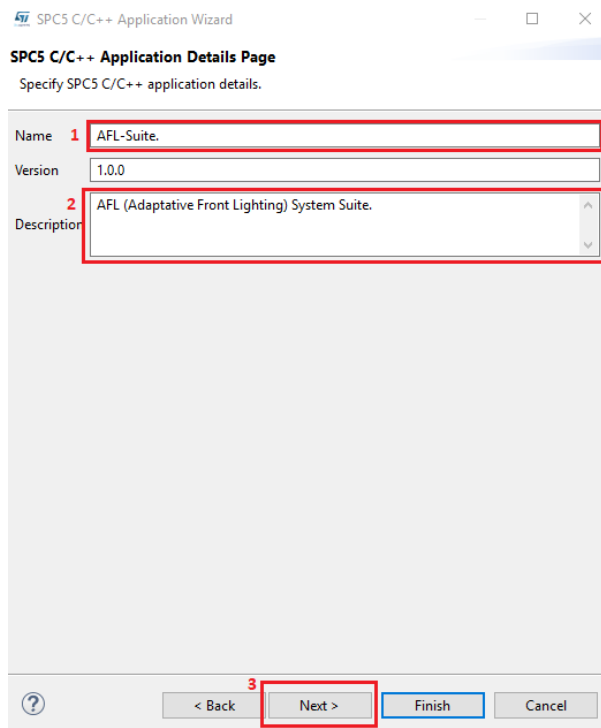 SPC5 C/C++ Application Wizard
SPC5 C/C++ Application Details Page
Specify SPC5 C/C++ application details.
Name 1 AFL-Suite.
Version 1.0.0
2 AFL (Adaptative Front Lighting) System Suite.
Description
3
? < Back Next > Finish Cancel